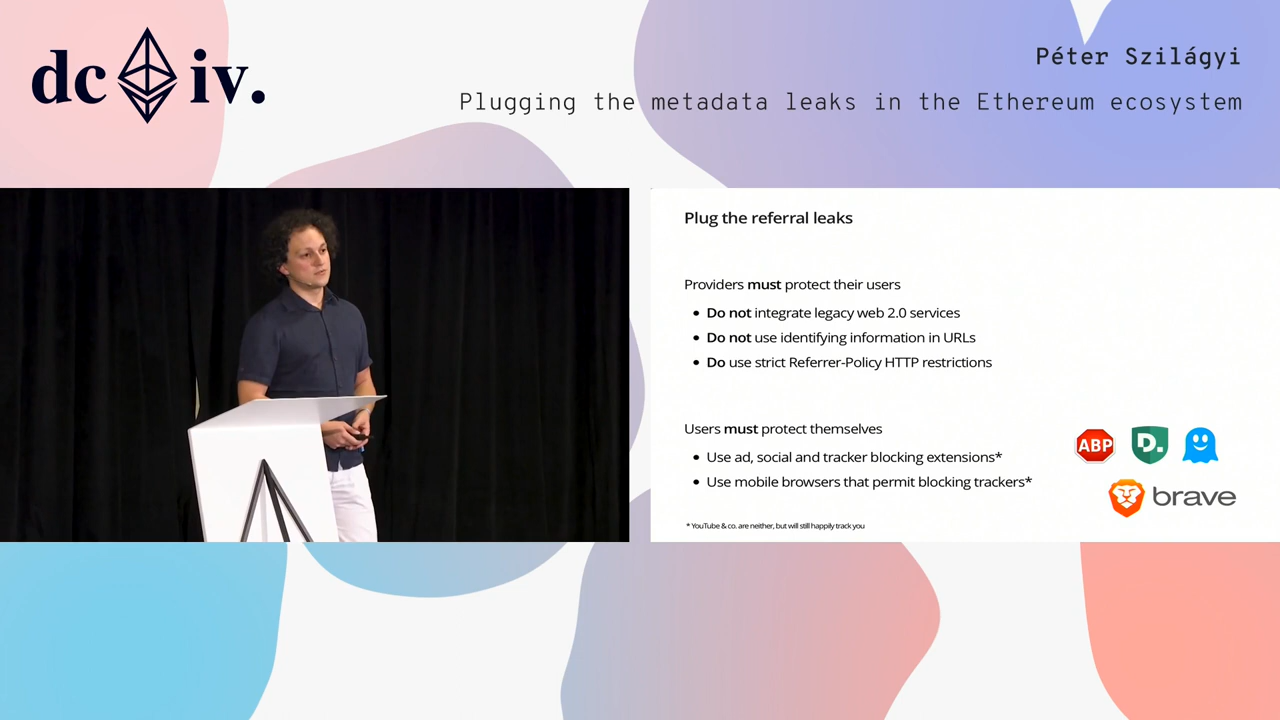 dc iv.
Péter Szilágyi
Plugging the metadata leaks in the Ethereum ecosystem
Plug the referral leaks
Providers must protect their users
• Do not integrate legacy web 2.0 services
• Do not use identifying information in URLs
• Do use strict Referrer-Policy HTTP restrictions
Users must protect themselves
• Use ad, social and tracker blocking extensions*
• Use mobile browsers that permit blocking trackers*
ABP D.
brave
* YouTube & co. are neither, but will still happily track you